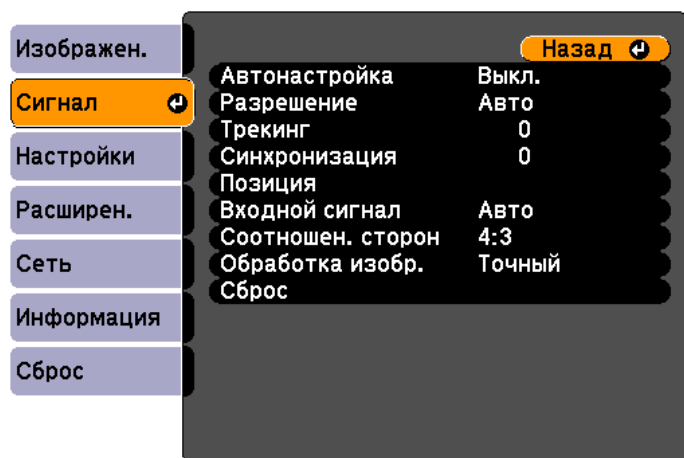 Изображен.
Сигнал
Настройки
Расширен.
Сеть
Информация
Сброс
Назад
Автонастройка Выкл.
Разрешение Авто
Трекинг 0
Синхронизация 0
Позиция
Входной сигнал Авто
Соотношен. сторон 4:3
Обработка изобр. Точный
Сброс